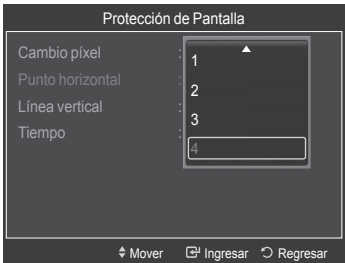 Protección de Pantalla
Cambio píxel :
Punto horizontal :
Línea vertical :
Tiempo :
1
2
3
4
Mover Ingresar Regresar